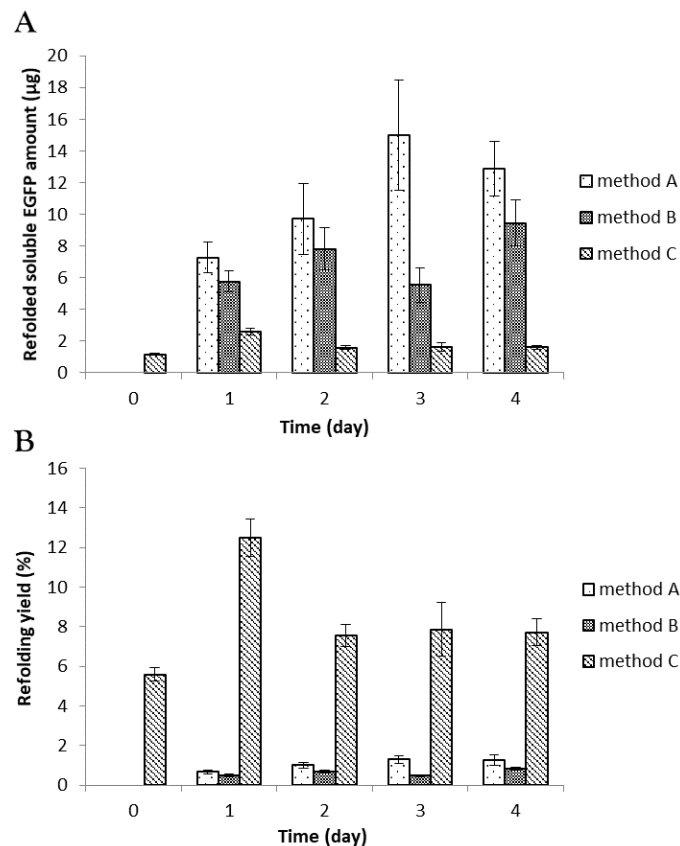 A
Refolded soluble EGFP amount (µg)
20
18
16
14
12
10
8
6
4
2
0
0 1 2 3 4
Time (day)
method A
method B
method C
B
Refolding yield (%)
16
14
12
10
8
6
4
2
0
0 1 2 3 4
Time (day)
method A
method B
method C